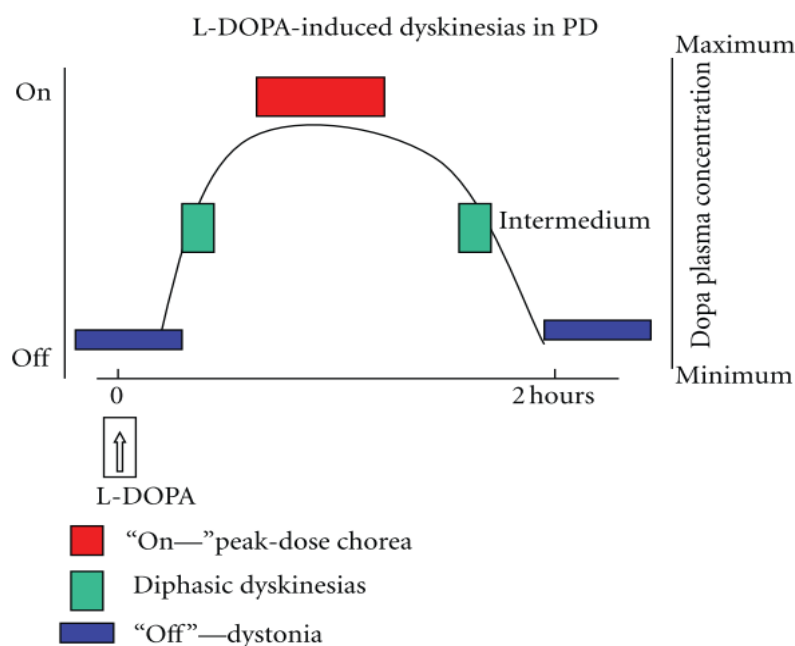 L-DOPA-induced dyskinesias in PD
Maximum
On
Dopa plasma concentration
Intermedium
Off
Minimum
0
2 hours
L-DOPA
“On—”peak-dose chorea
Diphasic dyskinesias
“Off”—dystonia